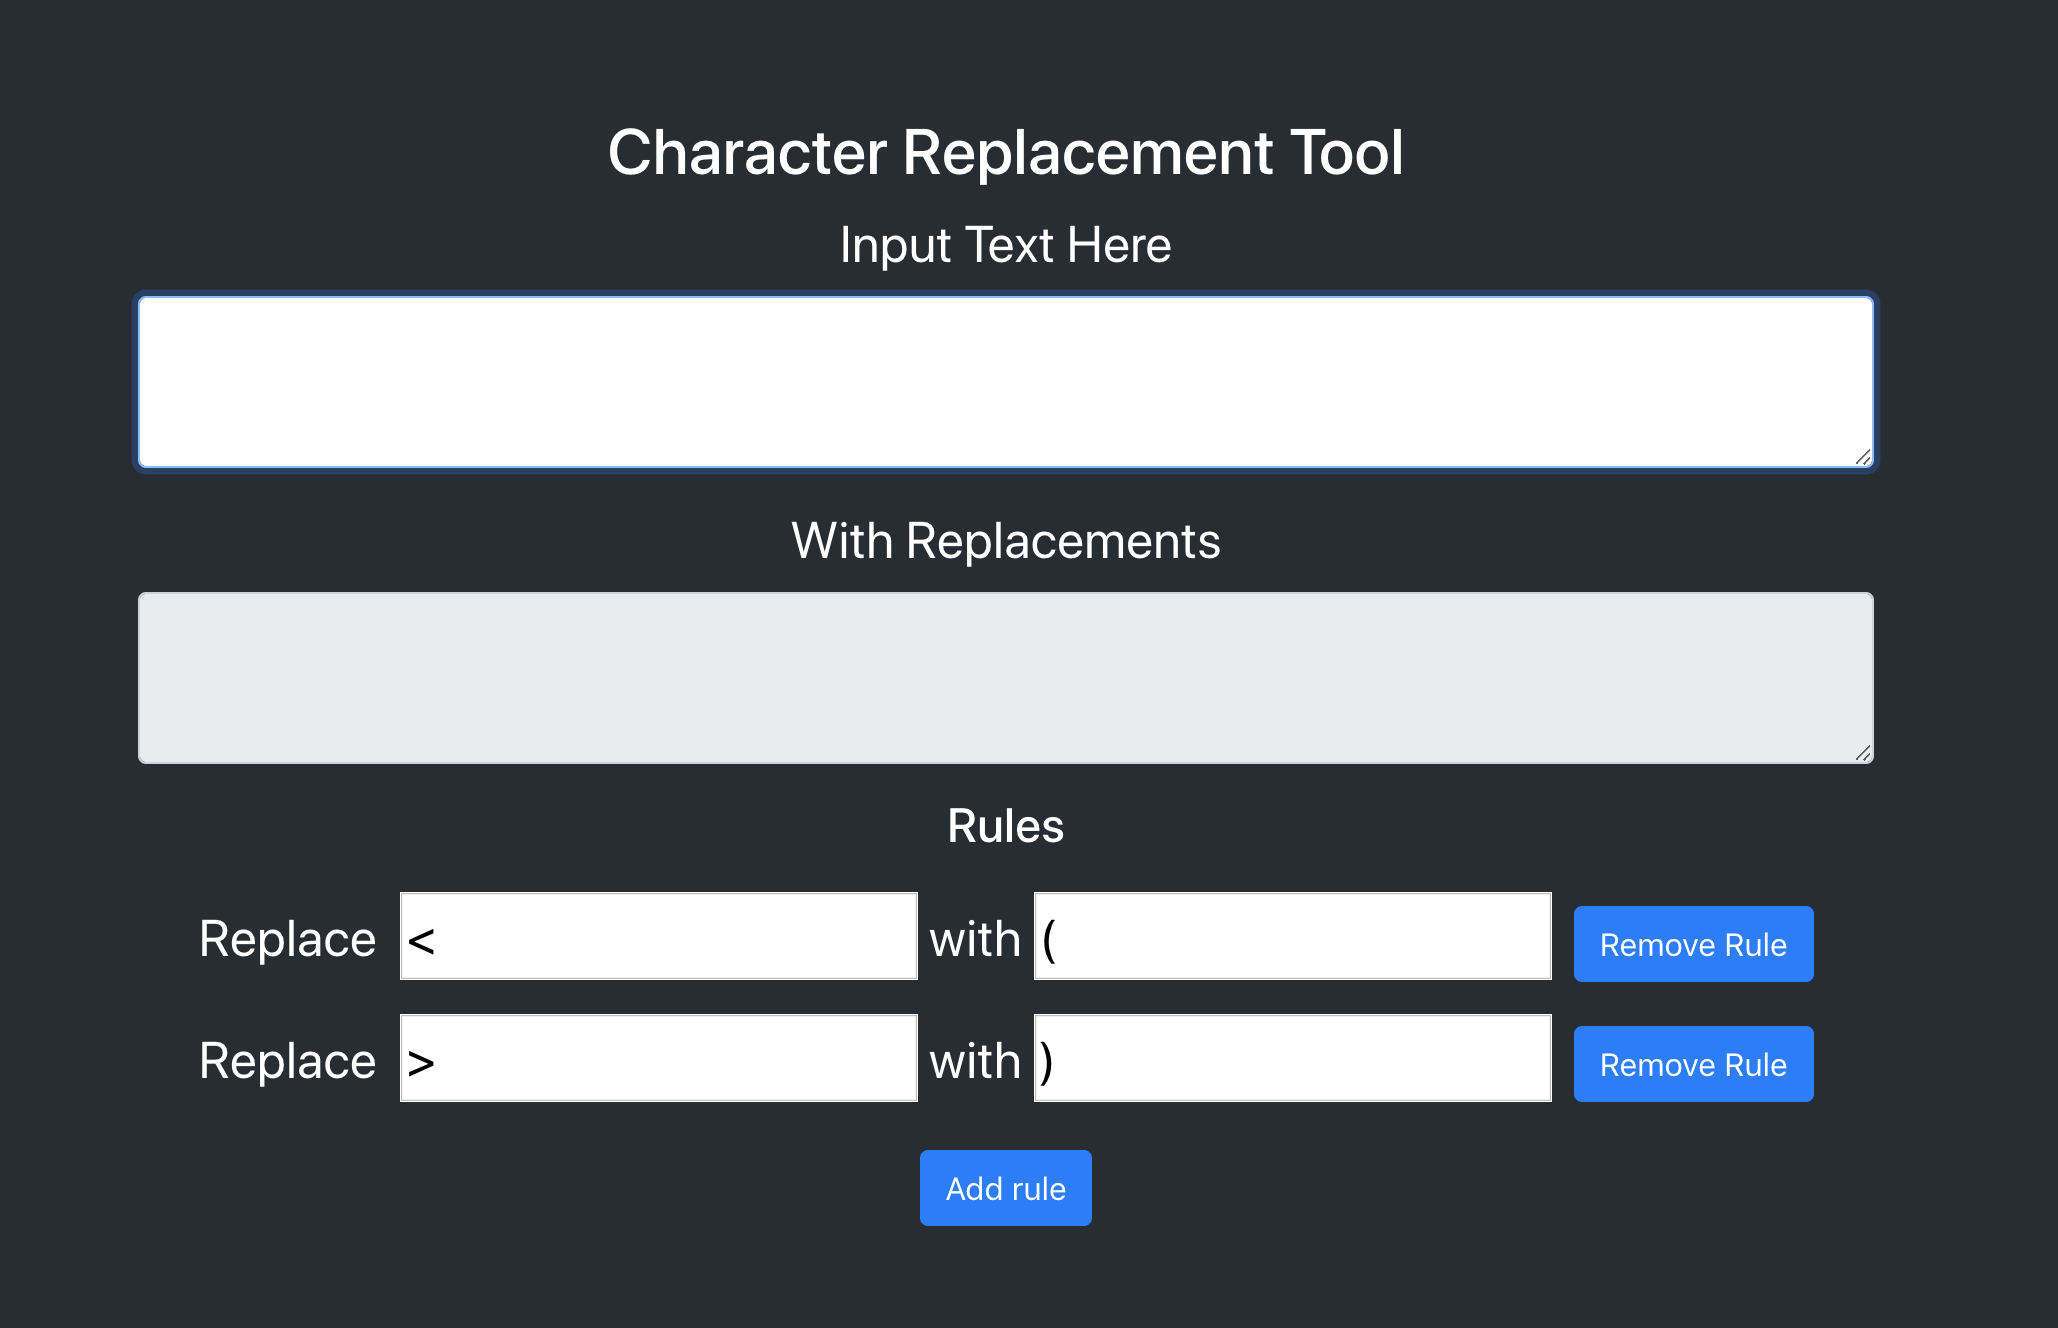 Character Replacement Tool
Input Text Here
With Replacements
Rules
Replace < with ( Remove Rule
Replace > with ) Remove Rule
Add rule